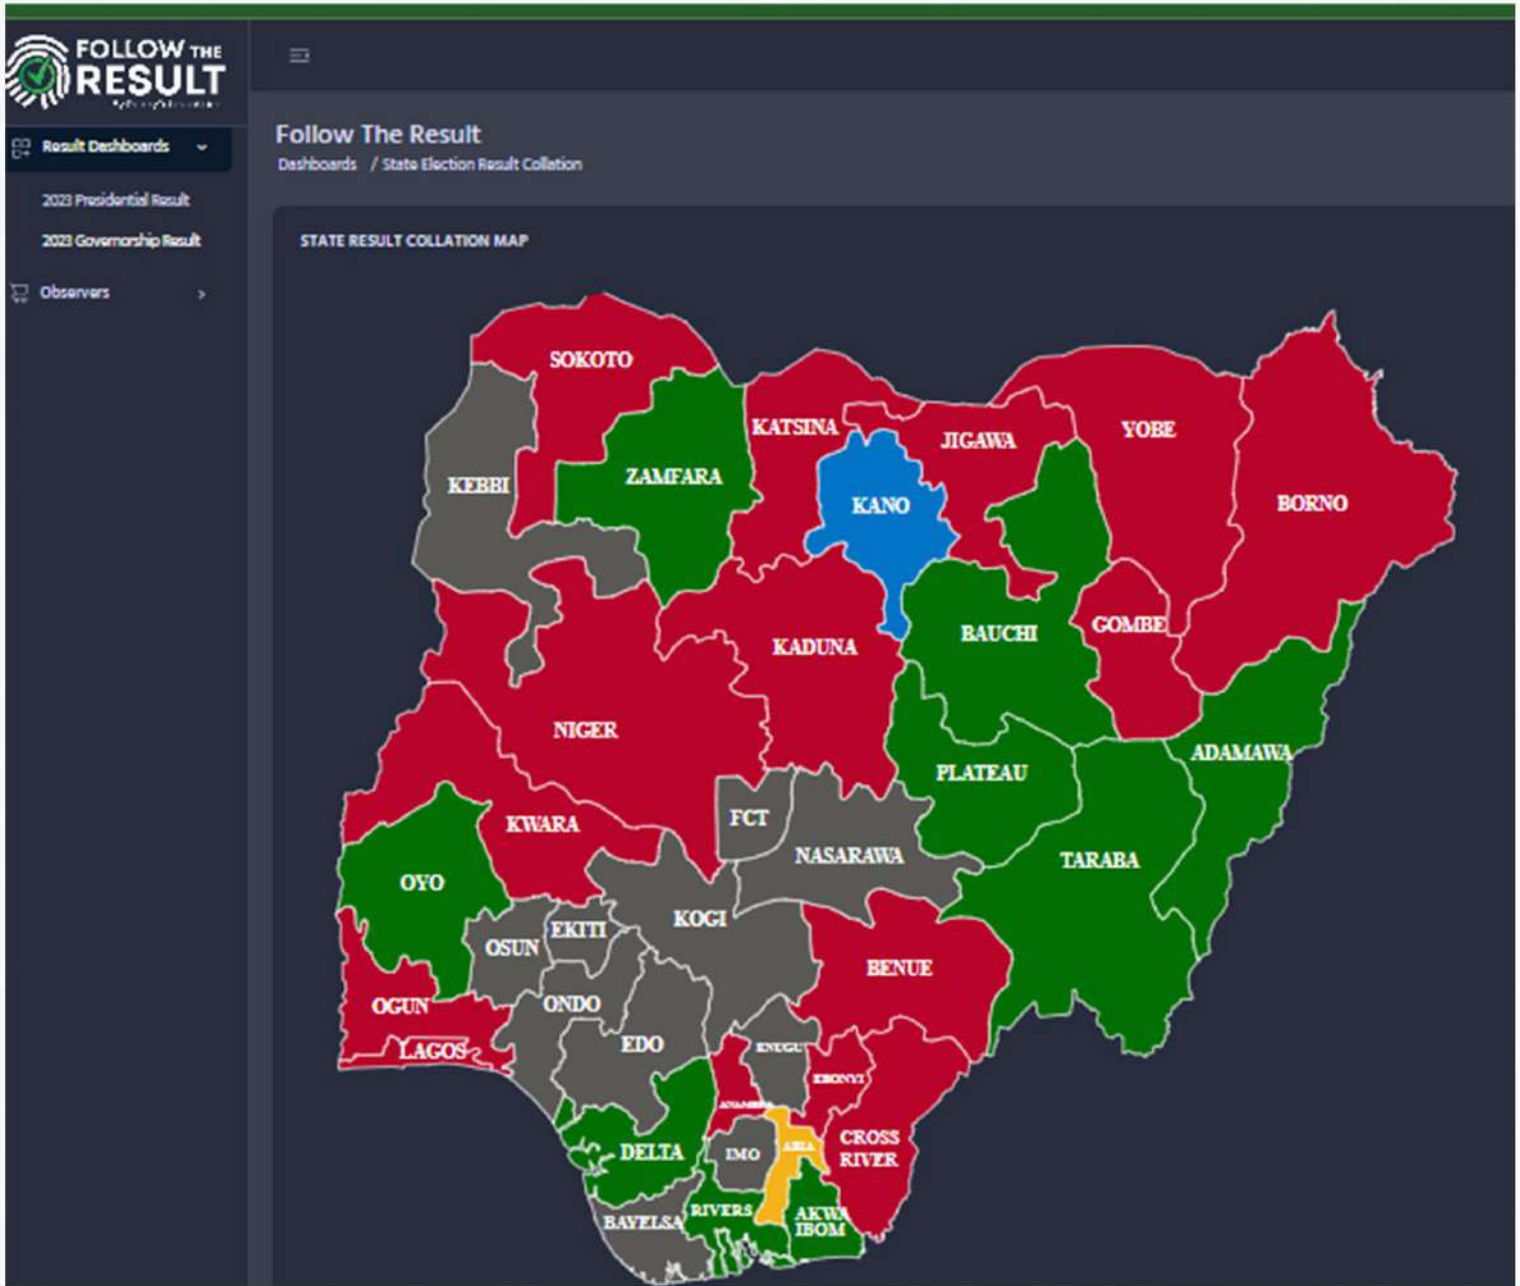 FOLLOW THE
RESULT
Result Dashboards
2023 Presidential Result
2023 Governorship Result
Observers
Follow The Result
Dashboards / State Election Result Collation
STATE RESULT COLLATION MAP
SOKOTO
KATSINA
JIGAWA
YOBE
ZAMFARA
KEBBI
KANO
BORNO
BAUCHI
GOMBE
KADUNA
NIGER
ADAMAWA
PLATEAU
FCT
KWARA
NASARAWA
TARABA
OYO
KOGI
EKITI
OSUN
BENUE
OGUN
ONDO
EDO
LAGOS
ENUGU
EBONYI
ANAMBRA
CROSS
RIVER
DELTA
IMO
ABIA
RIVERS
AKWA
IBOM
BAYELSA